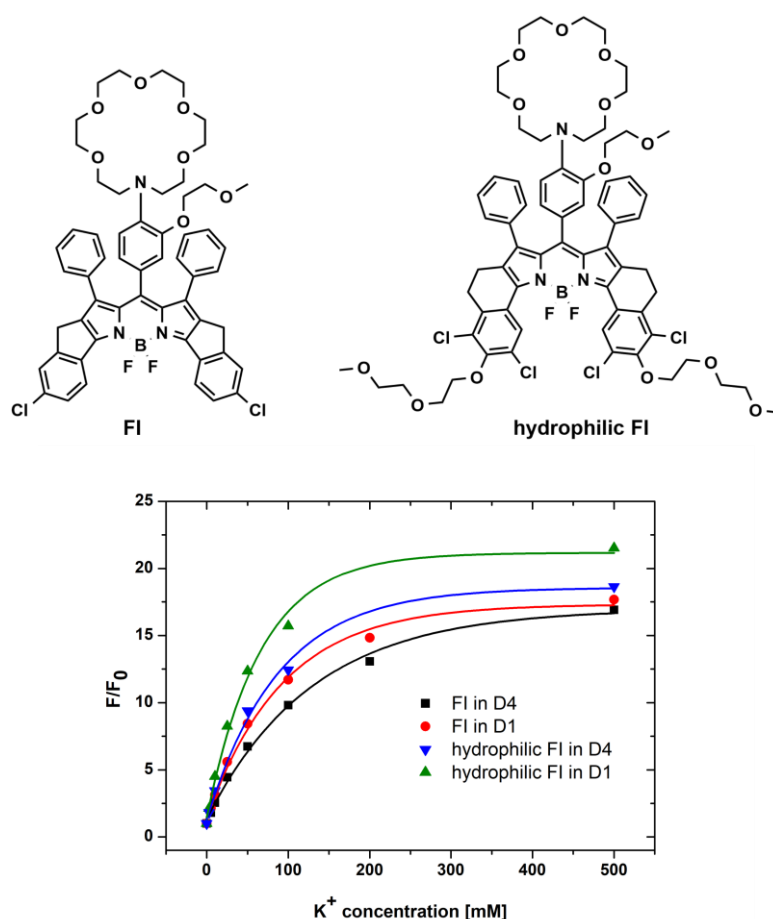 O
O O
O O
N O
O
N B N
F F
Cl Cl
FI
O
O O
O O
N O
O
N B N
F F
Cl Cl
O Cl Cl O
O O
O O
hydrophilic FI
25
20
15
10
5
0
F/F0
FI in D4
FI in D1
hydrophilic FI in D4
hydrophilic FI in D1
0 100 200 300 400 500
K+ concentration [mM]